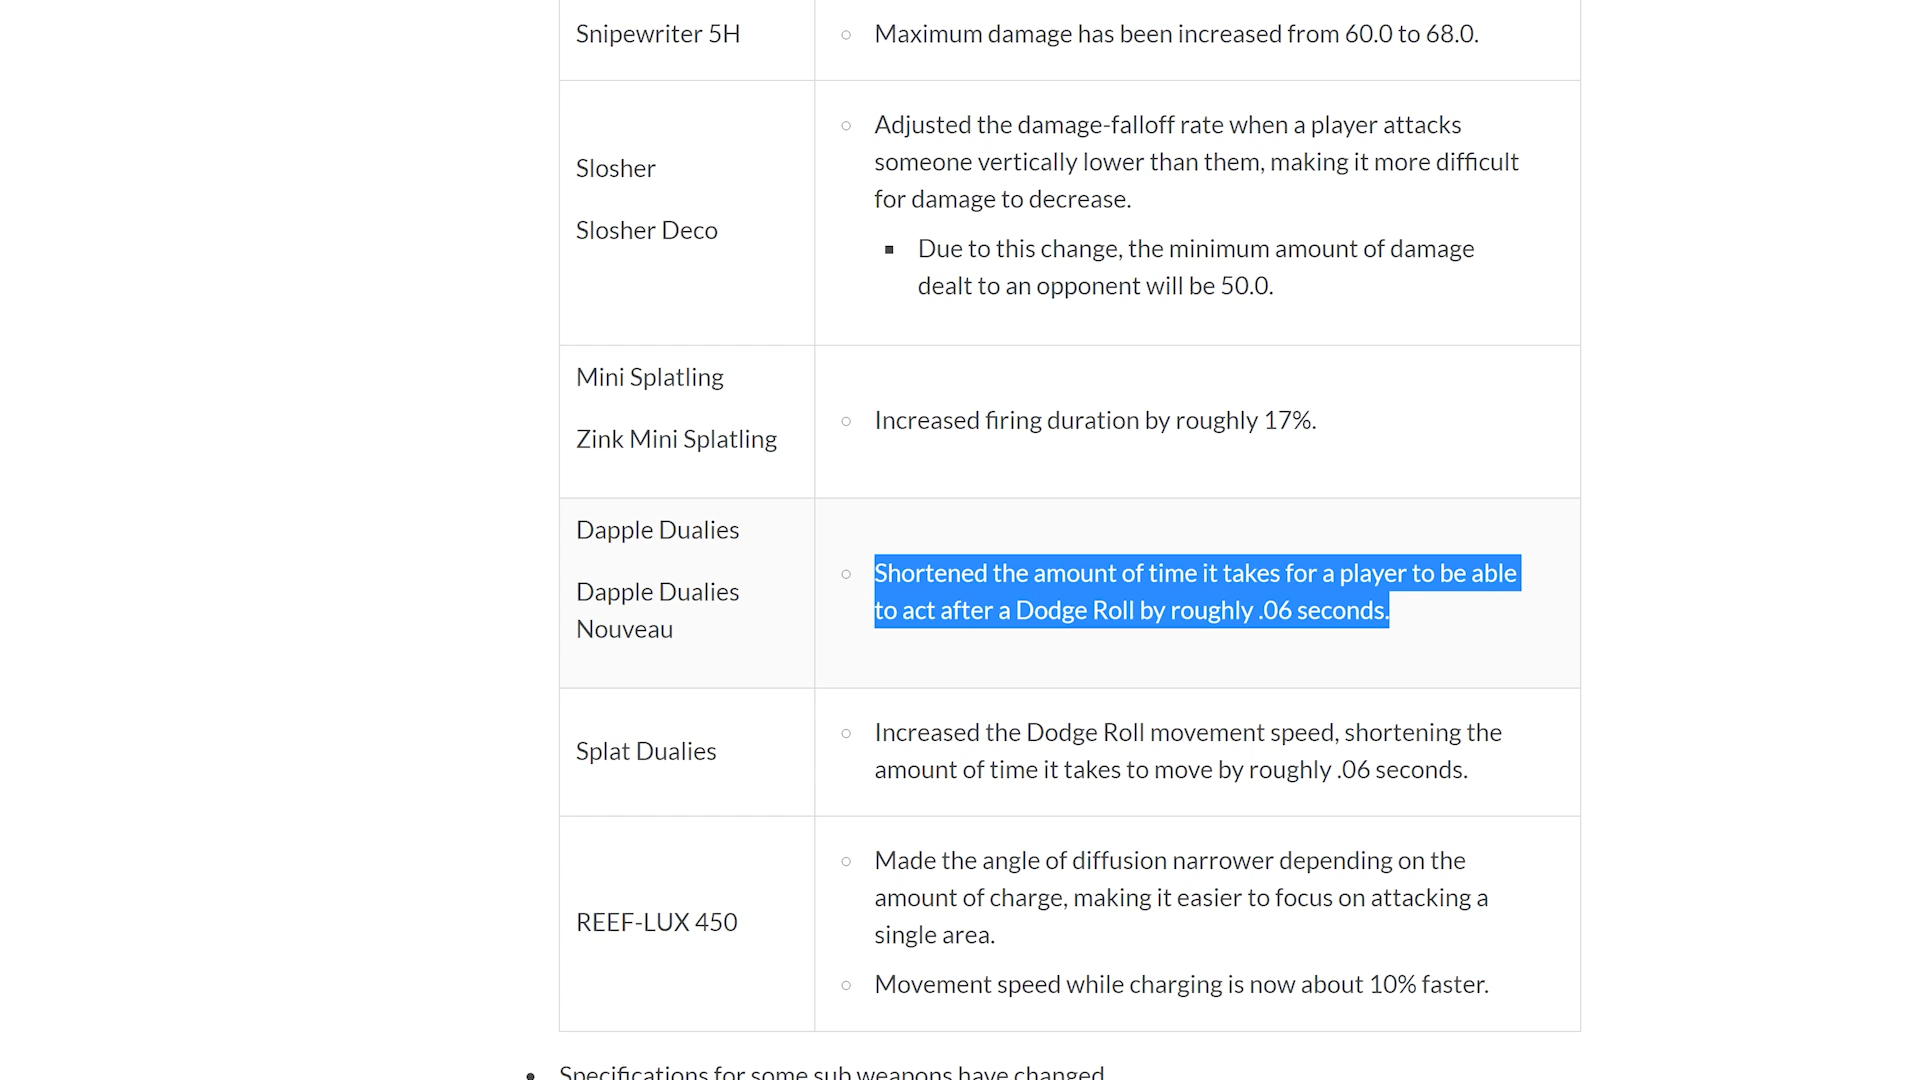 Snipewriter 5H
Maximum damage has been increased from 60.0 to 68.0.
Slosher
Slosher Deco
Adjusted the damage-falloff rate when a player attacks
someone vertically lower than them, making it more difficult
for damage to decrease.
Due to this change, the minimum amount of damage
dealt to an opponent will be 50.0.
Mini Splatling
Zink Mini Splatling
Increased firing duration by roughly 17%.
Dapple Dualies
Dapple Dualies
Nouveau
Shortened the amount of time it takes for a player to be able
to act after a Dodge Roll by roughly .06 seconds.
Splat Dualies
Increased the Dodge Roll movement speed, shortening the
amount of time it takes to move by roughly .06 seconds.
REEF-LUX 450
Made the angle of diffusion narrower depending on the
amount of charge, making it easier to focus on attacking a
single area.
Movement speed while charging is now about 10% faster.
Specifications for some sub weapons have changed